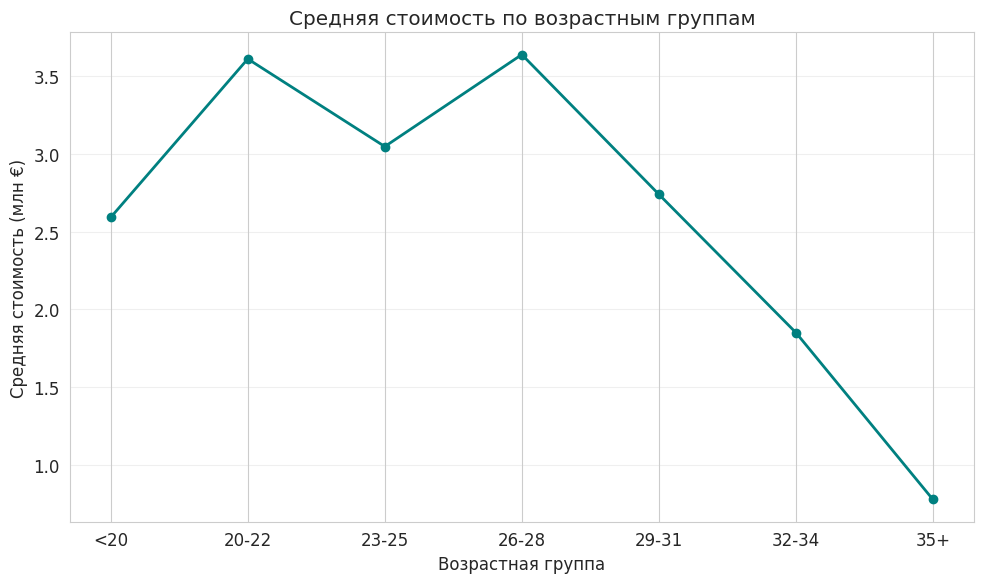 Средняя стоимость по возрастным группам
Средняя стоимость (млн €)
3.5
3.0
2.5
2.0
1.5
1.0
<20 20-22 23-25 26-28 29-31 32-34 35+
Возрастная группа